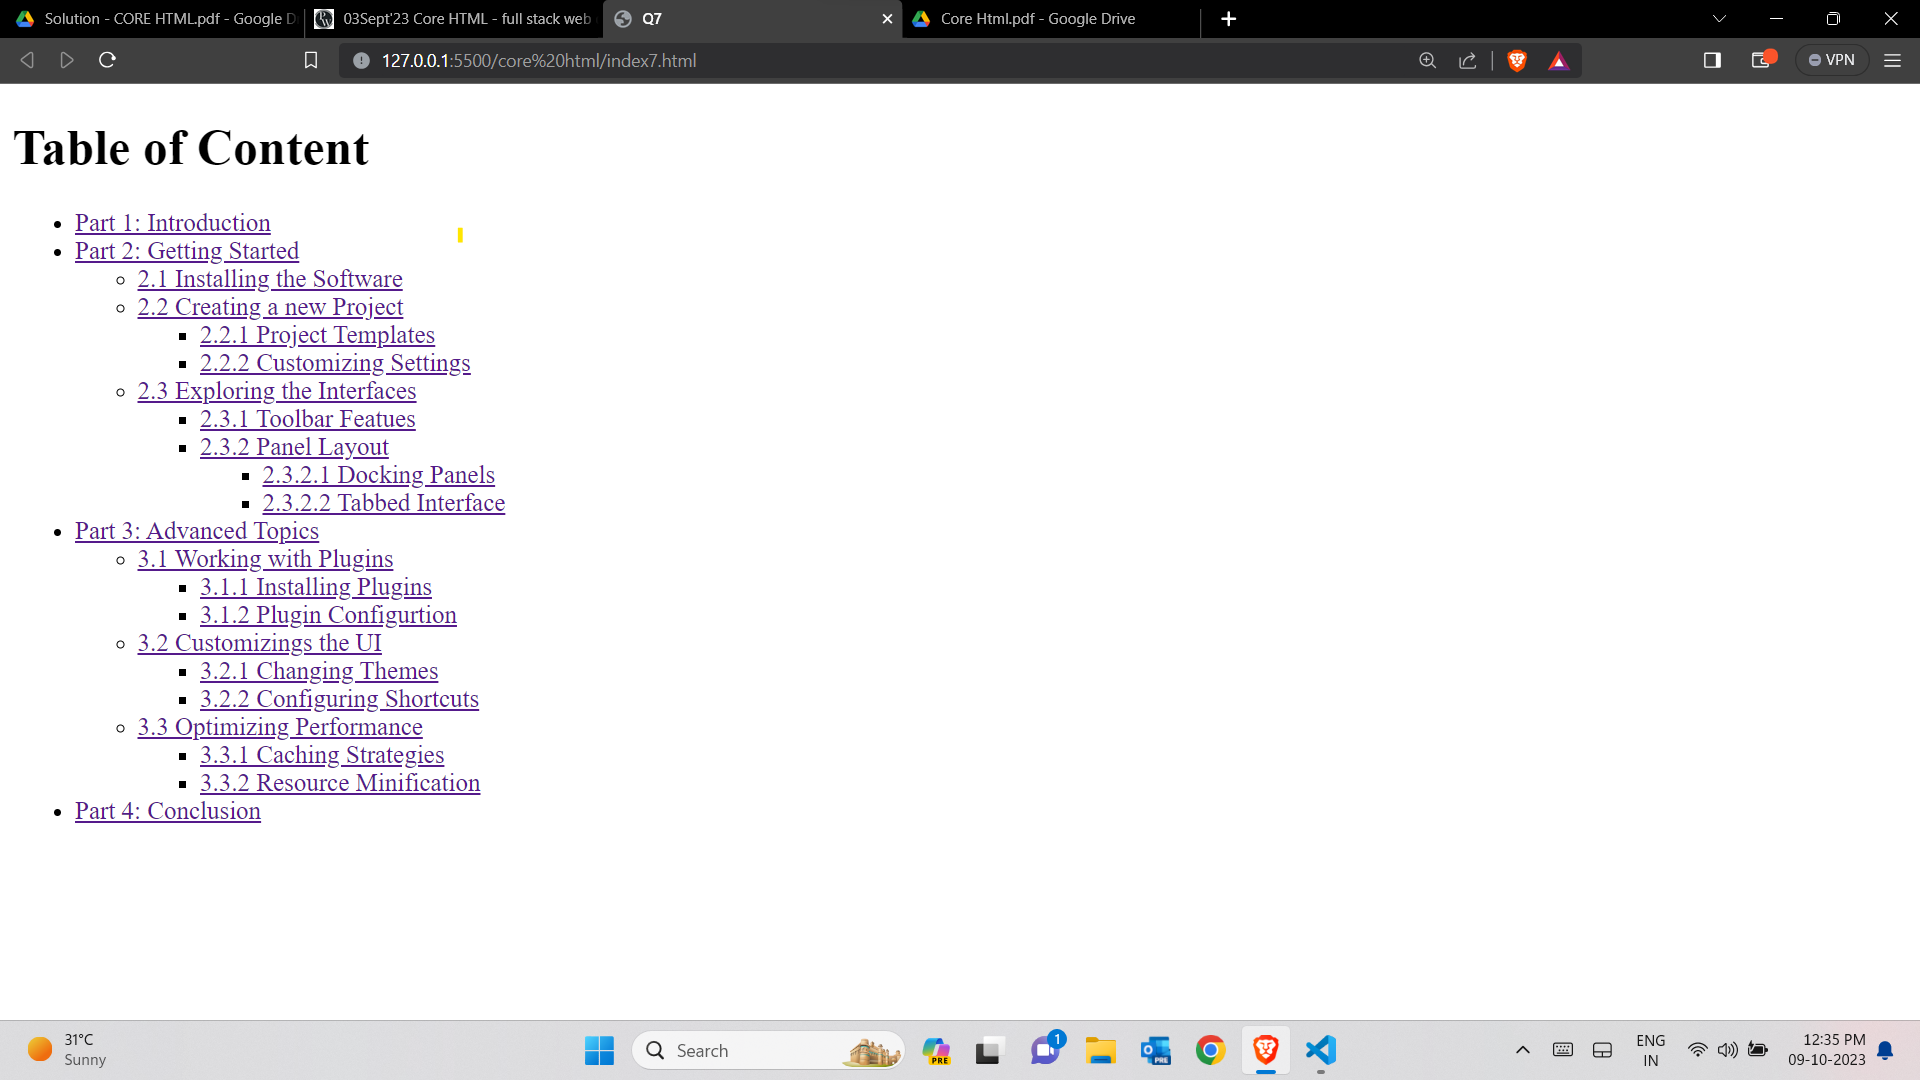 Solution - CORE HTML.pdf - Google D
03Sept'23 Core HTML - full stack web
Q7
Core Html.pdf - Google Drive
127.0.0.1:5500/core%20html/index7.html
VPN
Table of Content
Part 1: Introduction
Part 2: Getting Started
2.1 Installing the Software
2.2 Creating a new Project
2.2.1 Project Templates
2.2.2 Customizing Settings
2.3 Exploring the Interfaces
2.3.1 Toolbar Featues
2.3.2 Panel Layout
2.3.2.1 Docking Panels
2.3.2.2 Tabbed Interface
Part 3: Advanced Topics
3.1 Working with Plugins
3.1.1 Installing Plugins
3.1.2 Plugin Configurtion
3.2 Customizings the UI
3.2.1 Changing Themes
3.2.2 Configuring Shortcuts
3.3 Optimizing Performance
3.3.1 Caching Strategies
3.3.2 Resource Minification
Part 4: Conclusion
31°C
Sunny
Search
PRE
1
PRE
ENG
IN
12:35 PM
09-10-2023